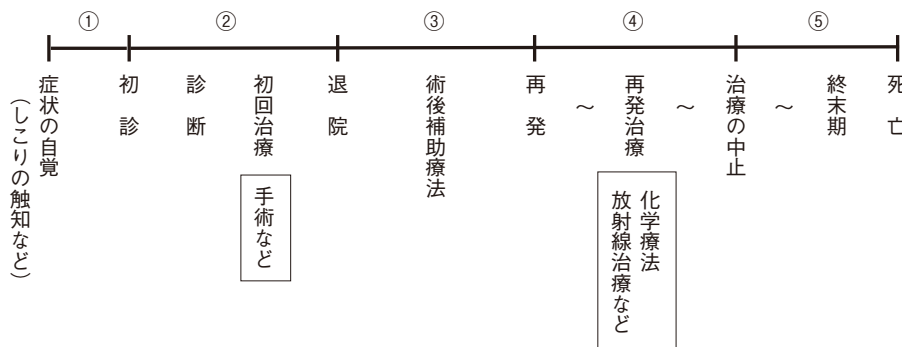 ①
②
③
④
⑤
症状の自覚
（しこりの触知など）
初診
診断
初回治療
手術など
退院
術後補助療法
再発
～
再発治療
化学療法
放射線治療など
～
治療の中止
～
終末期
死亡